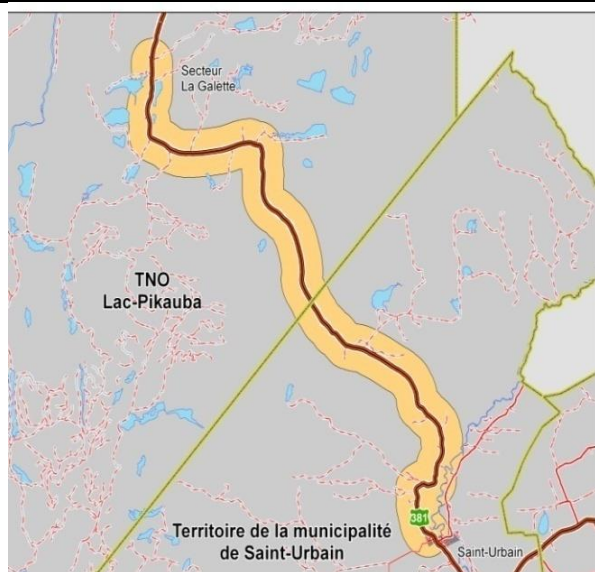 Secteur
La Galette
TNO
Lac-Pikauba
381
Territoire de la municipalité
de Saint-Urbain
Saint-Urbain